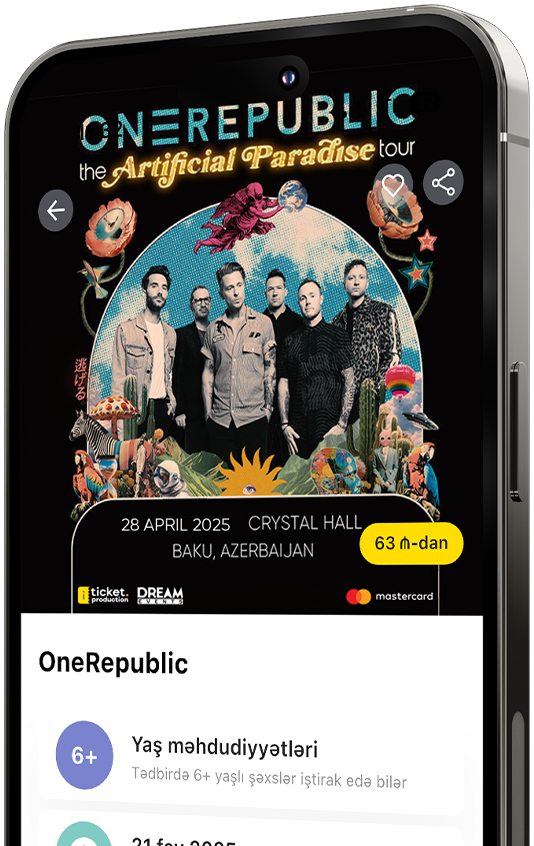 ONEREPUBLIC
the Artificial Paradise tour
逃げる
28 APRIL 2025 CRYSTAL HALL
BAKU, AZERBAIJAN
63 ₼-dan
iticket.
production
DREAM
EVENTS
mastercard
OneRepublic
6+
Yaş məhdudiyyətləri
Tədbirdə 6+ yaşlı şəxslər iştirak edə bilər